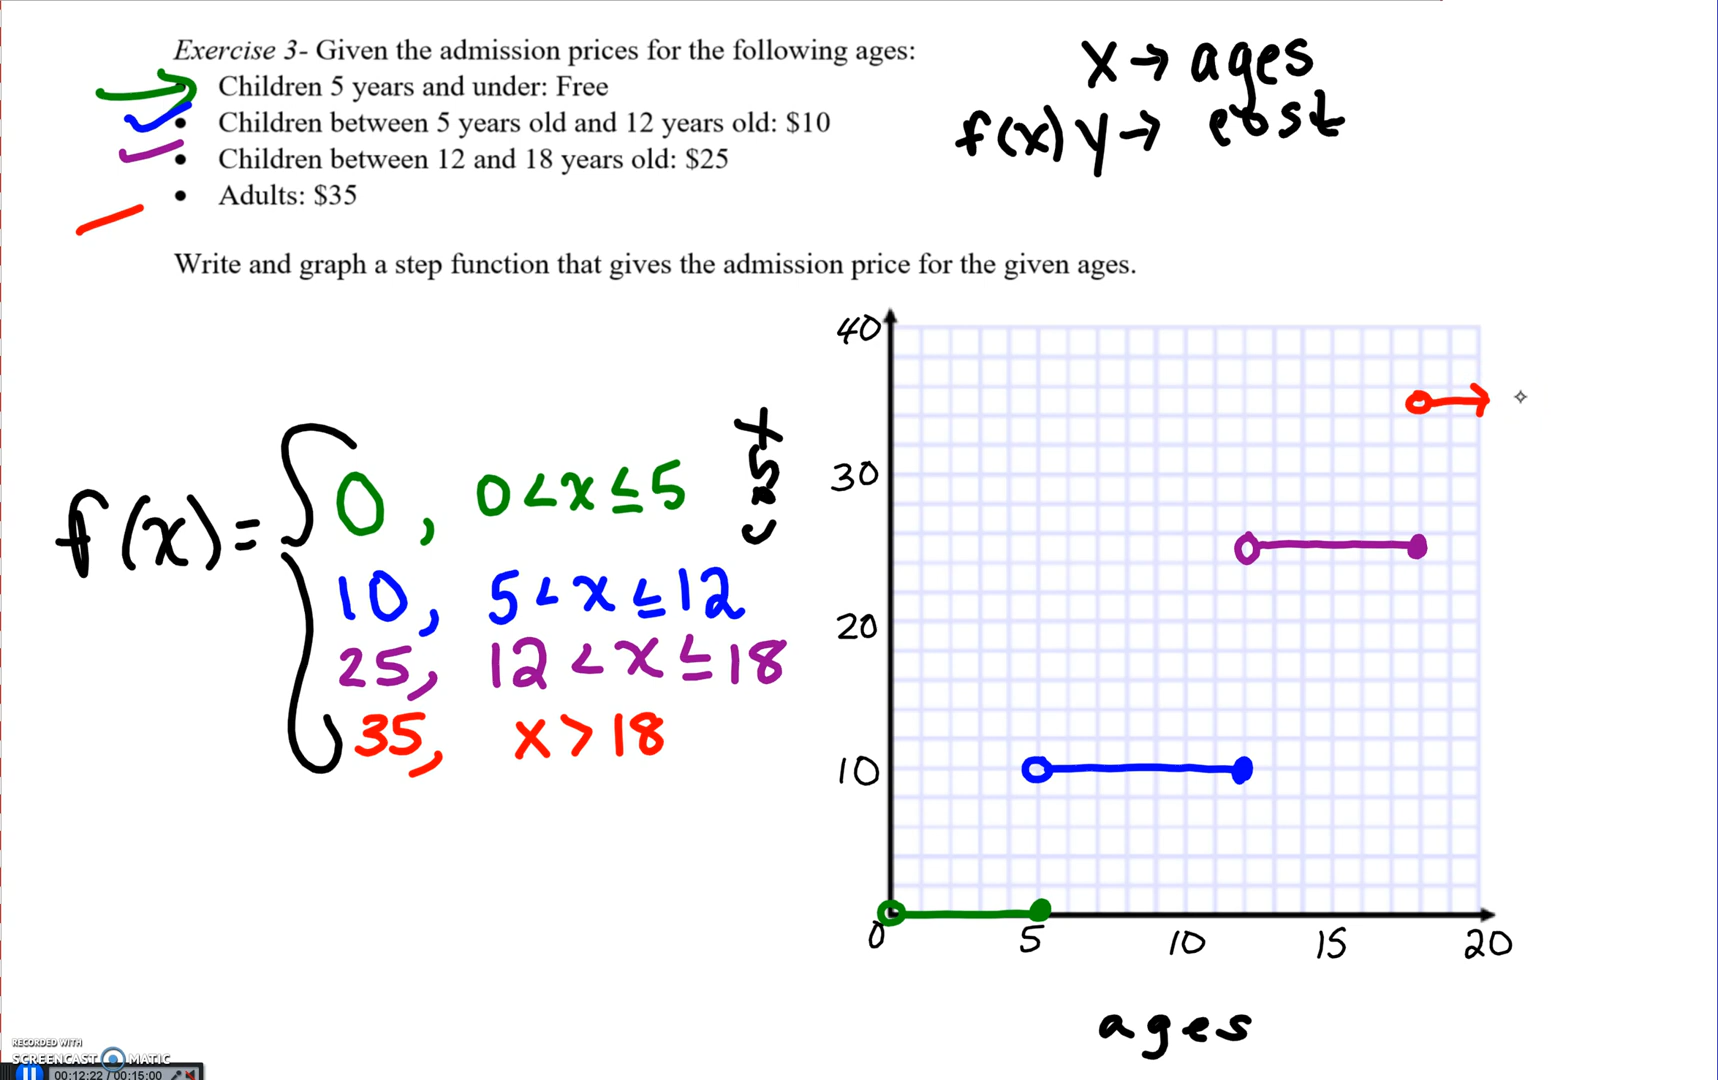 Exercise 3- Given the admission prices for the following ages:
• Children 5 years and under: Free
• Children between 5 years old and 12 years old: $10
• Children between 12 and 18 years old: $25
• Adults: $35
x → ages
f(x) y → cost
Write and graph a step function that gives the admission price for the given ages.
f(x) =
0, 0 < x ≤ 5
10, 5 < x ≤ 12
25, 12 < x ≤ 18
35, x > 18
cost
40
30
20
10
0 5 10 15 20
ages
RECORDED WITH
SCREENCAST MATIC
00:12:22 / 00:15:00